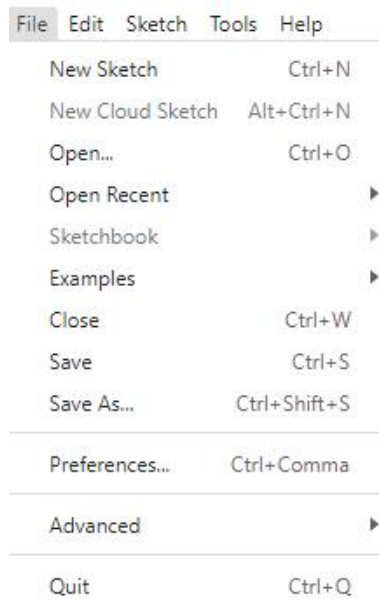 File Edit Sketch Tools Help
New Sketch Ctrl+N
New Cloud Sketch Alt+Ctrl+N
Open... Ctrl+O
Open Recent
Sketchbook
Examples
Close Ctrl+W
Save Ctrl+S
Save As... Ctrl+Shift+S
Preferences... Ctrl+Comma
Advanced
Quit Ctrl+Q